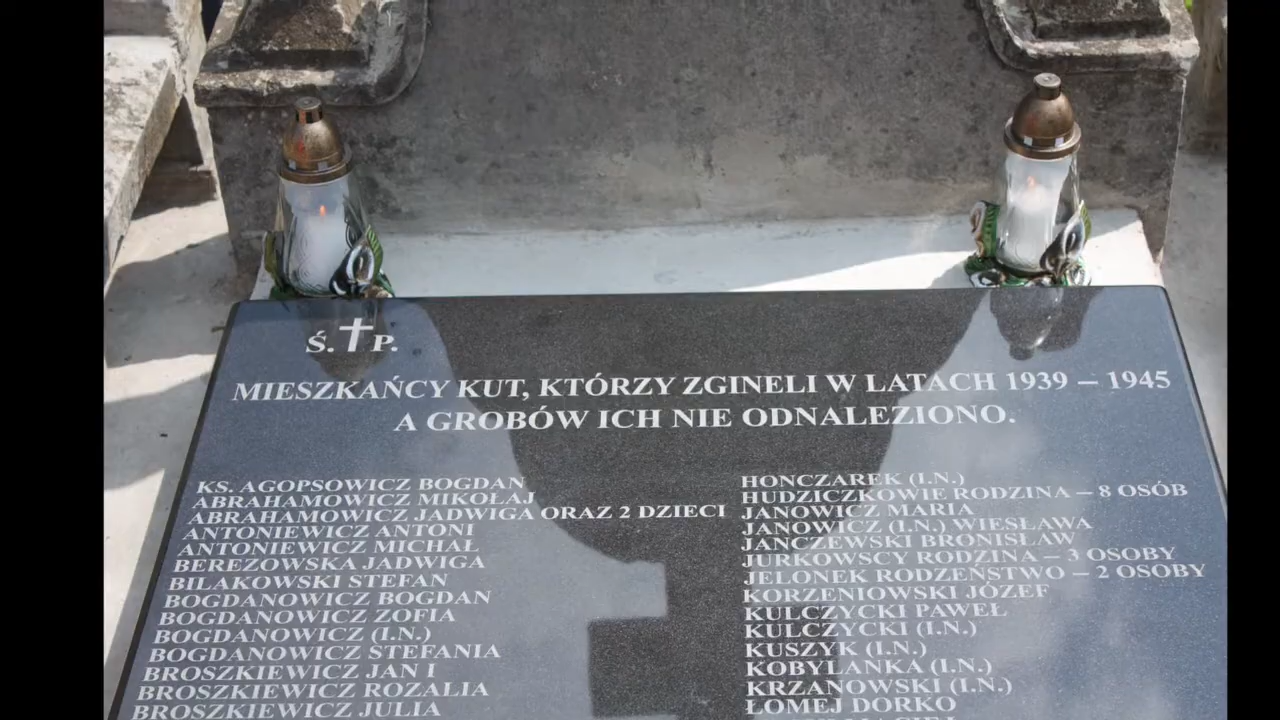 Ś.†P.
MIESZKAŃCY KUT, KTÓRZY ZGINELI W LATACH 1939 – 1945
A GROBÓW ICH NIE ODNALEZIONO.
KS. AGOPSOWICZ BOGDAN
ABRAHAMOWICZ MIKOŁAJ
ABRAHAMOWICZ JADWIGA ORAZ 2 DZIECI
ANTONIEWICZ ANTONI
ANTONIEWICZ MICHAŁ
BEREZOWSKA JADWIGA
BILAKOWSKI STEFAN
BOGDANOWICZ BOGDAN
BOGDANOWICZ ZOFIA
BOGDANOWICZ (I.N.)
BOGDANOWICZ STEFANIA
BROSZKIEWICZ JAN I
BROSZKIEWICZ ROZALIA
BROSZKIEWICZ JULIA
HONCZAREK (I.N.)
HUDZICZKOWIE RODZINA – 8 OSÓB
JANOWICZ MARIA
JANOWICZ (I.N.) WIESŁAWA
JANCZEWSKI BRONISŁAW
JURKOWSCY RODZINA – 3 OSOBY
JELONEK RODZEŃSTWO – 2 OSOBY
KORZENIOWSKI JÓZEF
KULCZYCKI PAWEŁ
KULCZYCKI (I.N.)
KUSZYK (I.N.)
KOBYLANKA (I.N.)
KRZANOWSKI (I.N.)
ŁOMEJ DORKO